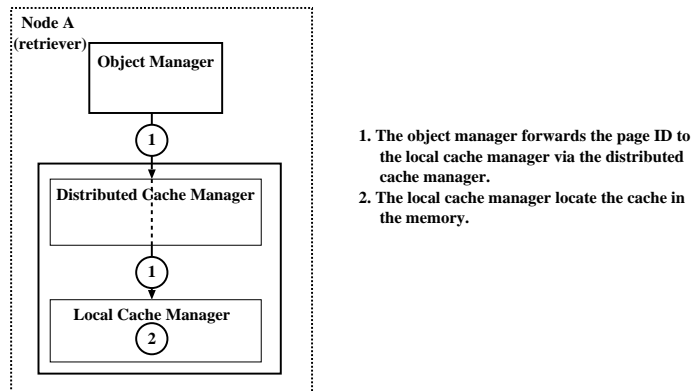 Node A
(retriever)
Object Manager
1
Distributed Cache Manager
1
Local Cache Manager
2
1. The object manager forwards the page ID to
the local cache manager via the distributed
cache manager.
2. The local cache manager locate the cache in
the memory.